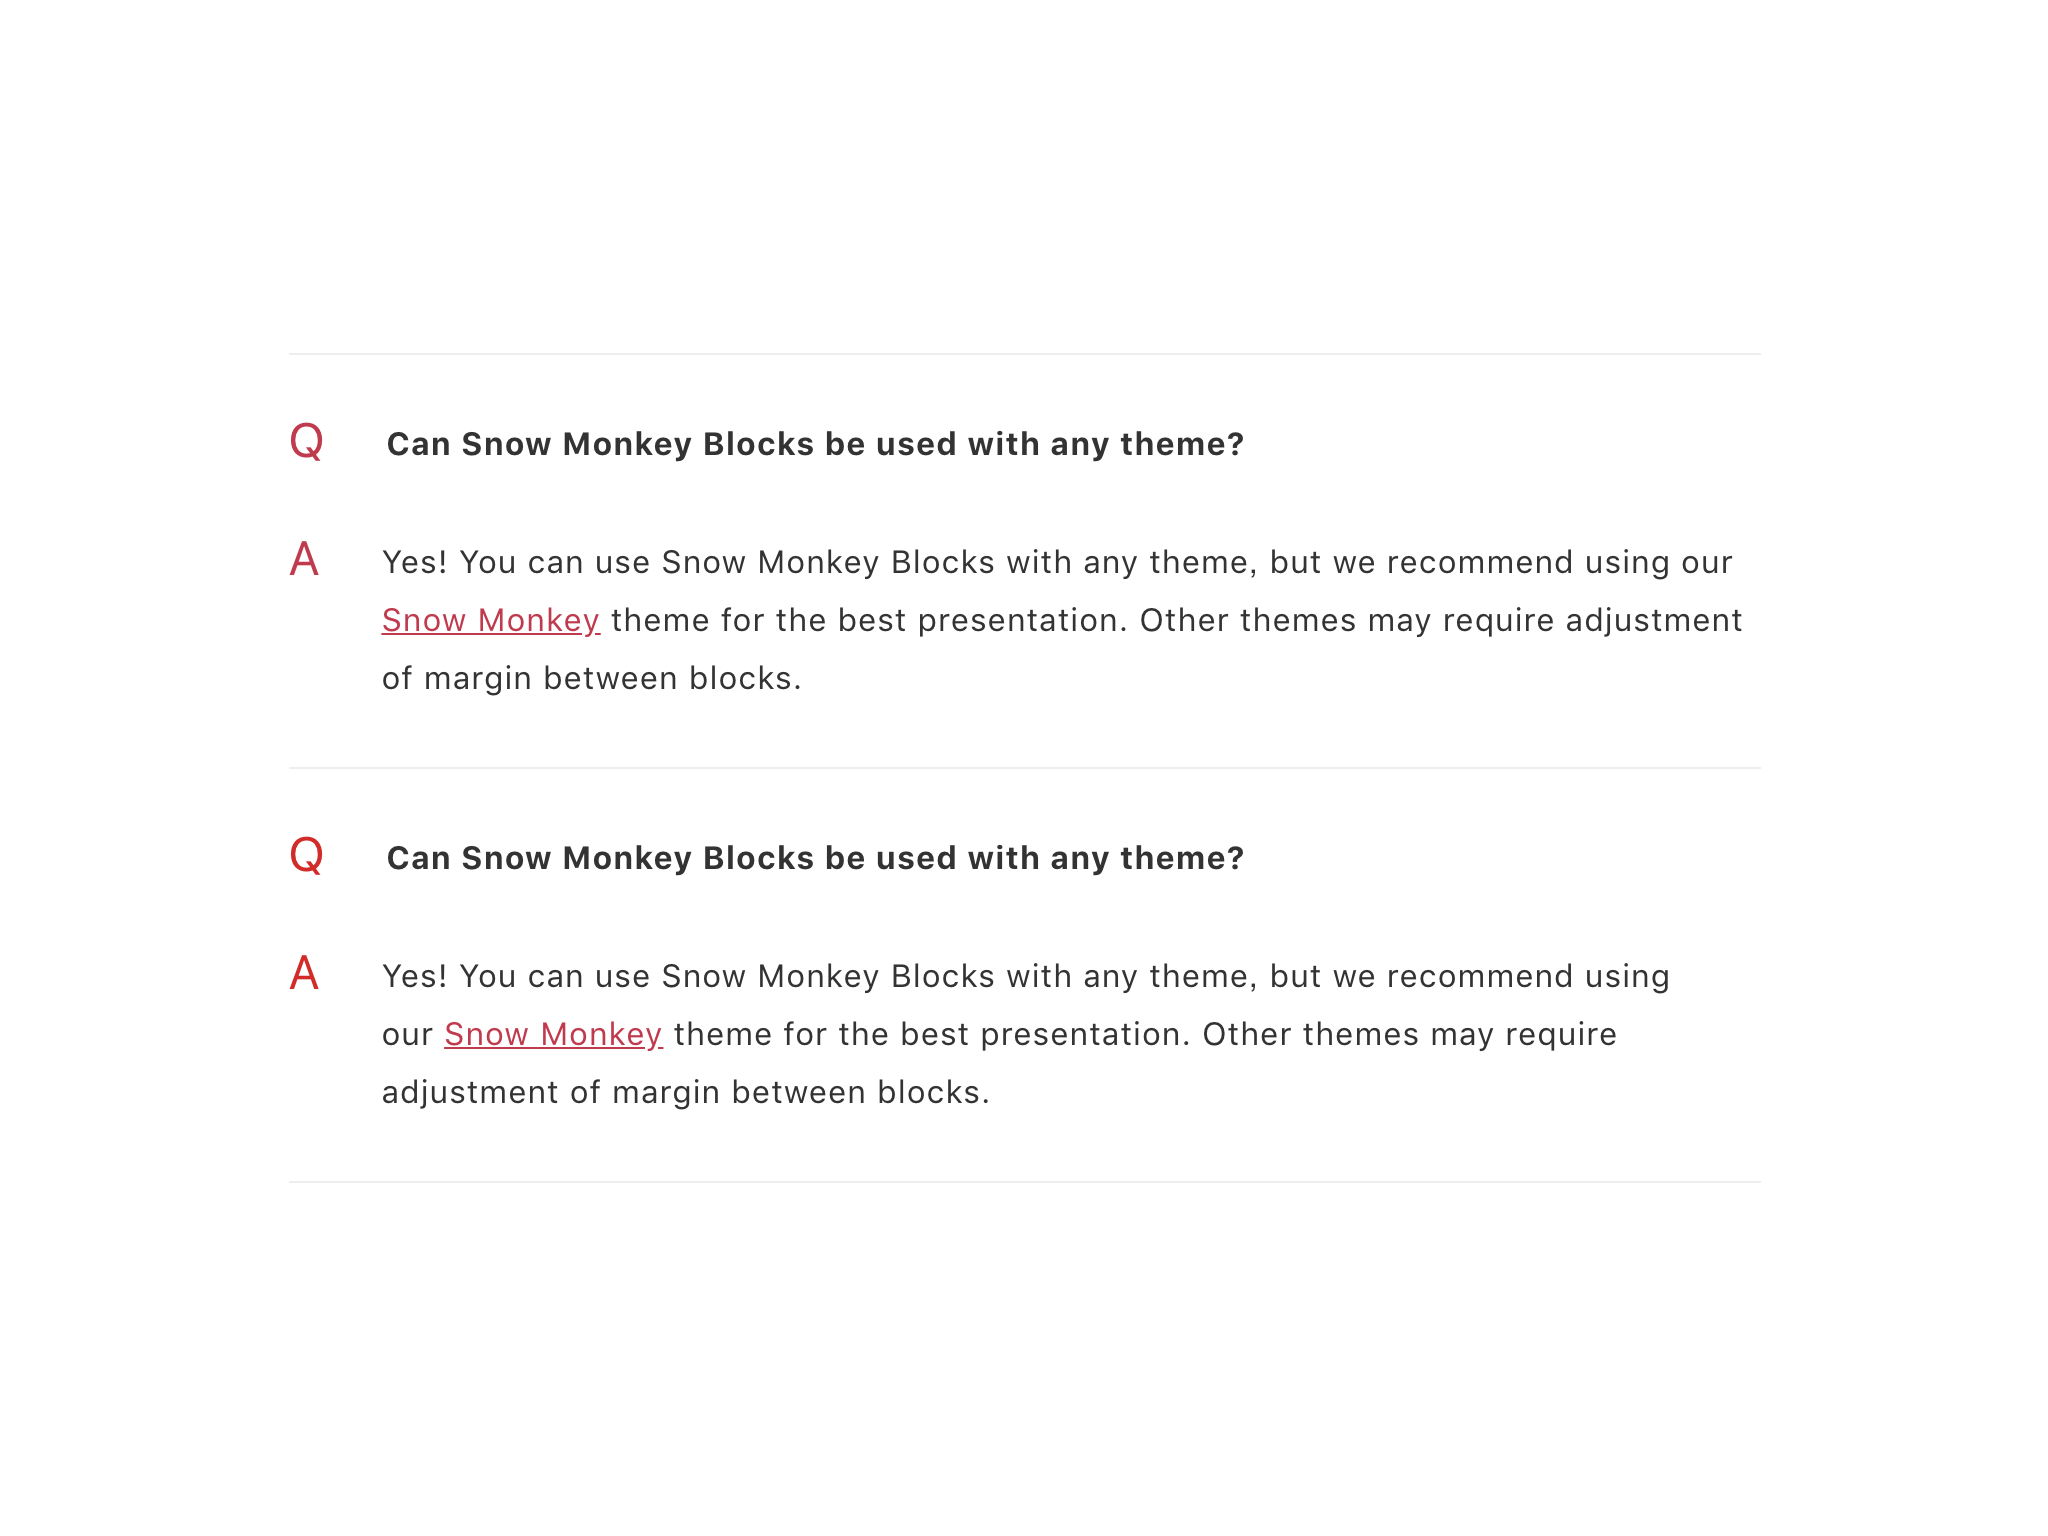 Q Can Snow Monkey Blocks be used with any theme?
A Yes! You can use Snow Monkey Blocks with any theme, but we recommend using our
Snow Monkey theme for the best presentation. Other themes may require adjustment
of margin between blocks.
Q Can Snow Monkey Blocks be used with any theme?
A Yes! You can use Snow Monkey Blocks with any theme, but we recommend using
our Snow Monkey theme for the best presentation. Other themes may require
adjustment of margin between blocks.